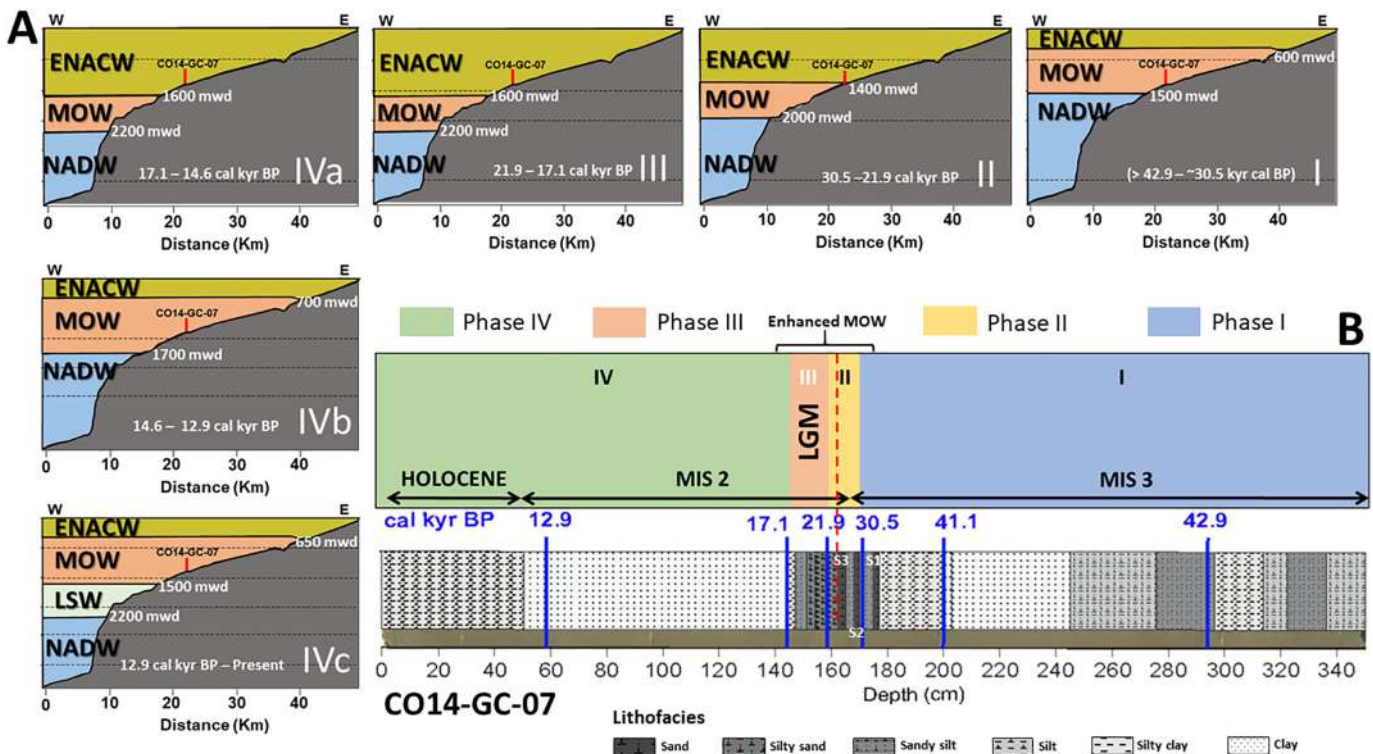 A
W E
ENACW
CO14-GC-07
1600 mwd
MOW
2200 mwd
NADW
17.1 – 14.6 cal kyr BP
IVa
0 10 20 30 40
Distance (Km)
W E
ENACW
CO14-GC-07
1600 mwd
MOW
2200 mwd
NADW
21.9 – 17.1 cal kyr BP
III
0 10 20 30 40
Distance (Km)
W E
ENACW
CO14-GC-07
1400 mwd
MOW
2000 mwd
NADW
30.5 –21.9 cal kyr BP
II
0 10 20 30 40
Distance (Km)
W E
ENACW
600 mwd
CO14-GC-07
MOW
1500 mwd
NADW
(> 42.9 – ~30.5 kyr cal BP)
I
0 10 20 30 40
Distance (Km)
W E
ENACW
700 mwd
MOW
CO14-GC-07
1700 mwd
NADW
14.6 – 12.9 cal kyr BP
IVb
0 10 20 30 40
Distance (Km)
W E
ENACW
650 mwd
MOW
CO14-GC-07
1500 mwd
LSW
2200 mwd
NADW
12.9 cal kyr BP – Present
IVc
0 10 20 30 40
Distance (Km)
B
Phase IV Phase III Enhanced MOW Phase II Phase I
IV III II I
LGM
HOLOCENE MIS 2 MIS 3
cal kyr BP 12.9 17.1 21.9 30.5 41.1 42.9
S3 S1
S2
0 20 40 60 80 100 120 140 160 180 200 220 240 260 280 300 320 340
Depth (cm)
CO14-GC-07
Lithofacies
Sand Silty sand Sandy silt Silt Silty clay Clay